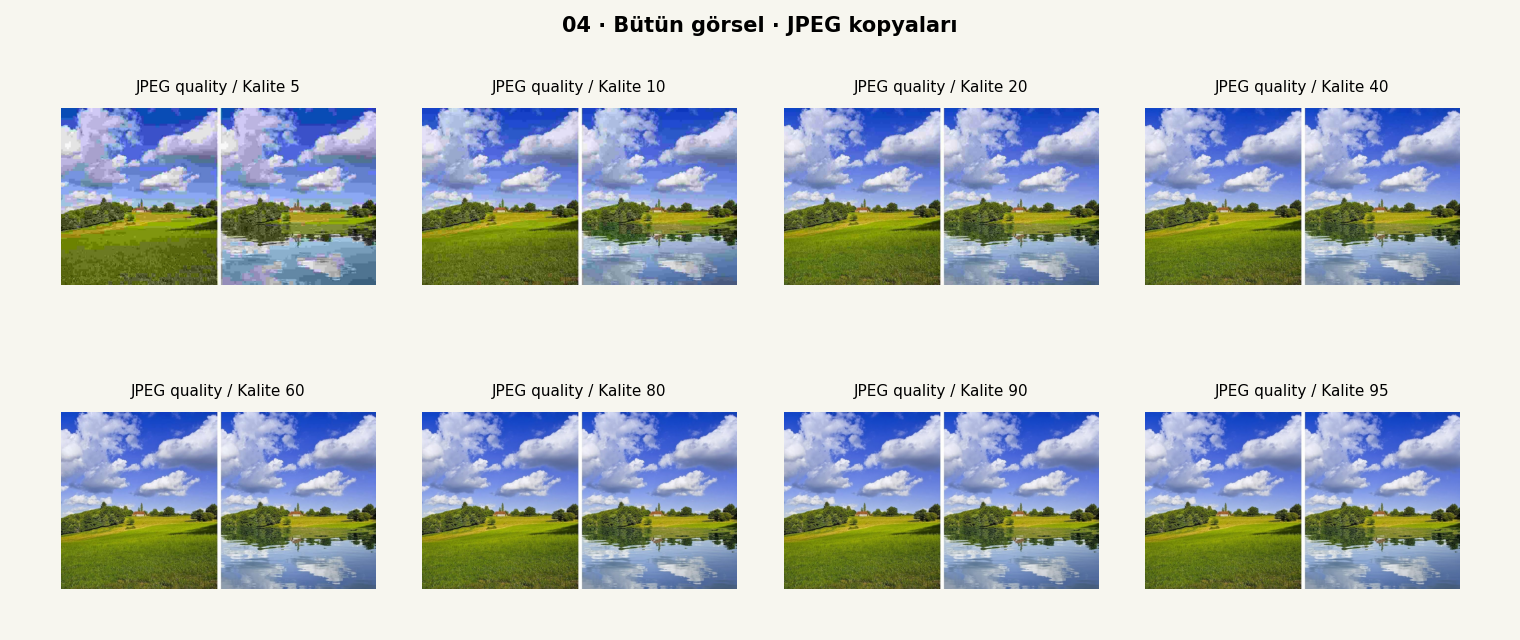 04 · Bütün görsel · JPEG kopyaları
JPEG quality / Kalite 5
JPEG quality / Kalite 10
JPEG quality / Kalite 20
JPEG quality / Kalite 40
JPEG quality / Kalite 60
JPEG quality / Kalite 80
JPEG quality / Kalite 90
JPEG quality / Kalite 95